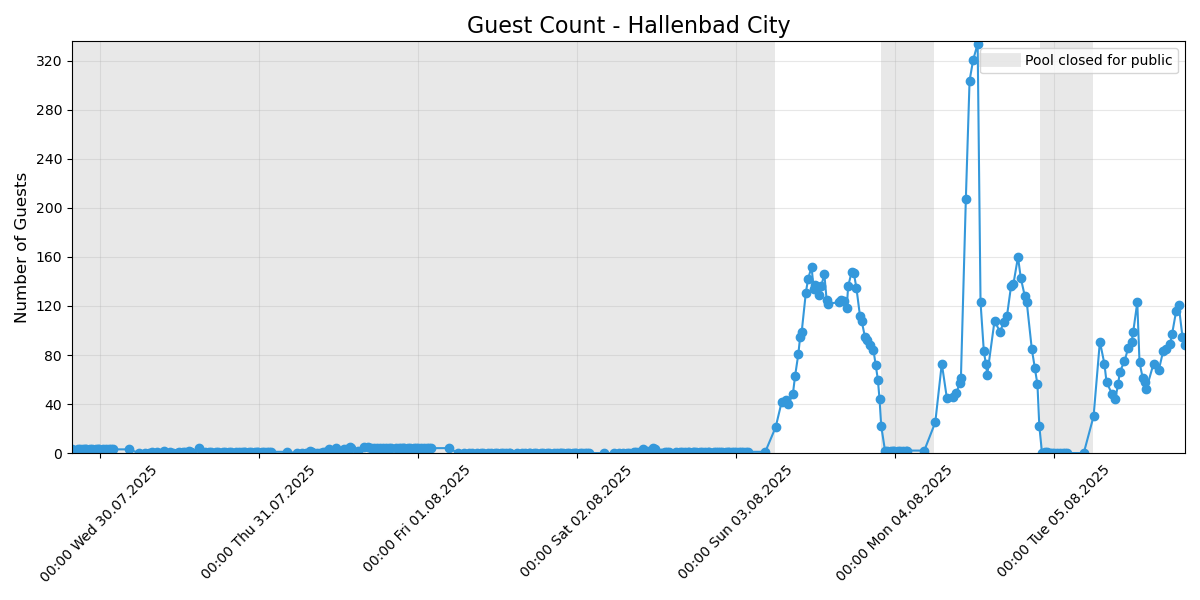 Guest Count - Hallenbad City
Number of Guests
320
280
240
200
160
120
80
40
0
Pool closed for public
00:00 Wed 30.07.2025
00:00 Thu 31.07.2025
00:00 Fri 01.08.2025
00:00 Sat 02.08.2025
00:00 Sun 03.08.2025
00:00 Mon 04.08.2025
00:00 Tue 05.08.2025